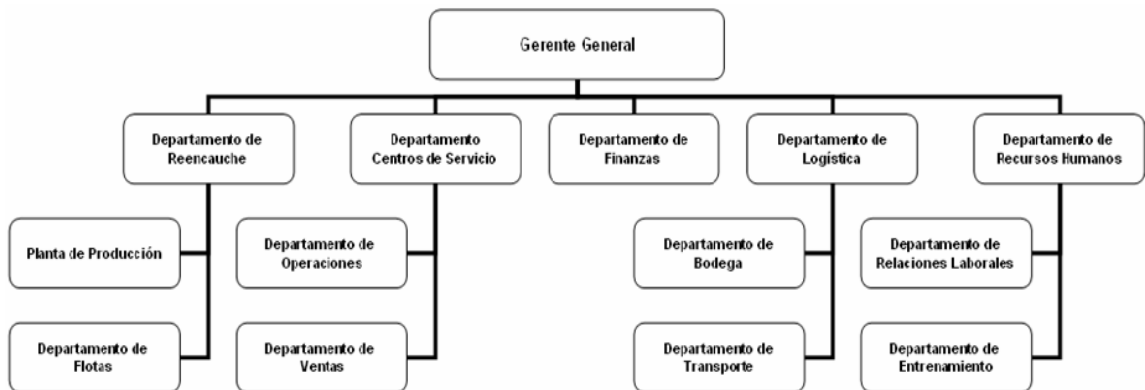 Gerente General
Departamento de
Reencauche
Departamento
Centros de Servicio
Departamento de
Finanzas
Departamento de
Logística
Departamento de
Recursos Humanos
Planta de Producción
Departamento de
Operaciones
Departamento de
Bodega
Departamento de
Relaciones Laborales
Departamento de
Flotas
Departamento de
Ventas
Departamento de
Transporte
Departamento de
Entrenamiento